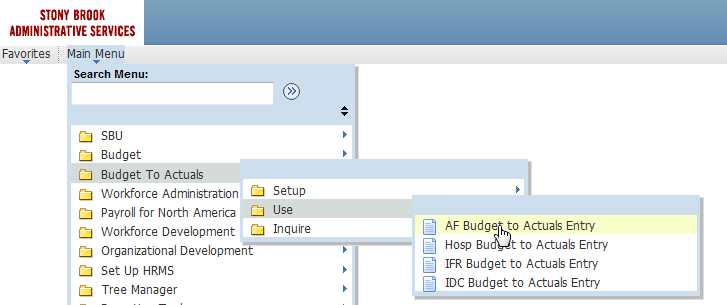 STONY BROOK
ADMINISTRATIVE SERVICES
Favorites
Main Menu
Search Menu:
SBU
Budget
Budget To Actuals
Workforce Administration
Payroll for North America
Workforce Development
Organizational Development
Set Up HRMS
Tree Manager
Setup
Use
Inquire
AF Budget to Actuals Entry
Hosp Budget to Actuals Entry
IFR Budget to Actuals Entry
IDC Budget to Actuals Entry